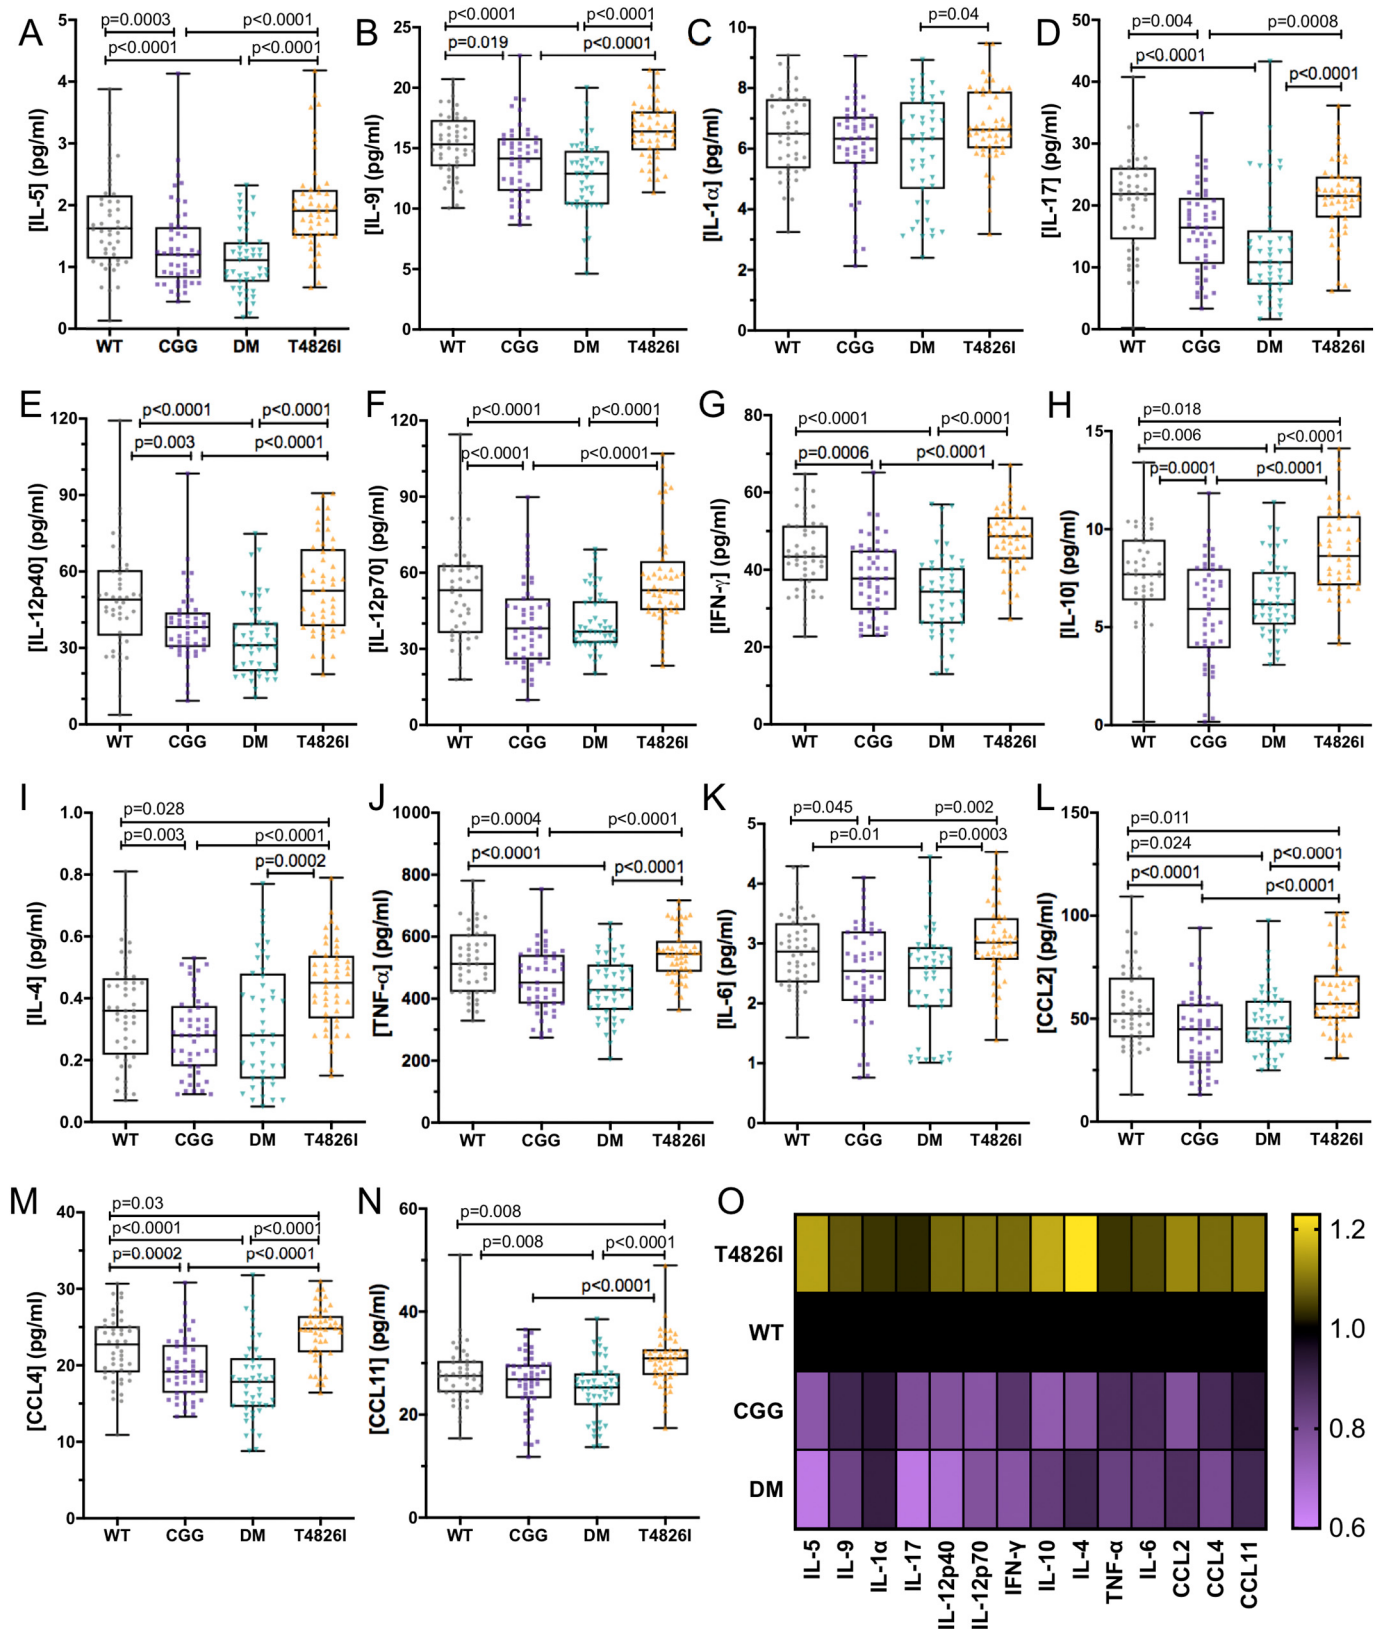 A
p=0.0003
p<0.0001
p<0.0001
p<0.0001
[IL-5] (pg/ml)
5
4
3
2
1
0
WT CGG DM T4826I
B
p<0.0001
p<0.0001
p=0.019
p<0.0001
[IL-9] (pg/ml)
25
20
15
10
5
0
WT CGG DM T4826I
C
p=0.04
[IL-1α] (pg/ml)
10
8
6
4
2
0
WT CGG DM T4826I
D
p=0.004
p=0.0008
p<0.0001
p<0.0001
[IL-17] (pg/ml)
50
40
30
20
10
0
WT CGG DM T4826I
E
p<0.0001
p<0.0001
p=0.003
p<0.0001
[IL-12p40] (pg/ml)
120
90
60
30
0
WT CGG DM T4826I
F
p<0.0001
p<0.0001
p<0.0001
p<0.0001
[IL-12p70] (pg/ml)
120
90
60
30
0
WT CGG DM T4826I
G
p<0.0001
p<0.0001
p=0.0006
p<0.0001
[IFN-γ] (pg/ml)
80
60
40
20
0
WT CGG DM T4826I
H
p=0.018
p=0.006
p<0.0001
p=0.0001
p<0.0001
[IL-10] (pg/ml)
15
10
5
0
WT CGG DM T4826I
I
p=0.028
p=0.003
p<0.0001
p=0.0002
[IL-4] (pg/ml)
1.0
0.8
0.6
0.4
0.2
0.0
WT CGG DM T4826I
J
p=0.0004
p<0.0001
p<0.0001
p<0.0001
[TNF-α] (pg/ml)
1000
800
600
400
200
0
WT CGG DM T4826I
K
p=0.045
p=0.002
p=0.01
p=0.0003
[IL-6] (pg/ml)
5
4
3
2
1
0
WT CGG DM T4826I
L
p=0.011
p=0.024
p<0.0001
p<0.0001
p<0.0001
[CCL2] (pg/ml)
150
100
50
0
WT CGG DM T4826I
M
p=0.03
p<0.0001
p<0.0001
p=0.0002
p<0.0001
[CCL4] (pg/ml)
40
30
20
10
0
WT CGG DM T4826I
N
p=0.008
p=0.008
p<0.0001
p<0.0001
[CCL11] (pg/ml)
60
40
20
0
WT CGG DM T4826I
O
T4826I
WT
CGG
DM
IL-5
IL-9
IL-1α
IL-17
IL-12p40
IL-12p70
IFN-γ
IL-10
IL-4
TNF-α
IL-6
CCL2
CCL4
CCL11
1.2
1.0
0.8
0.6